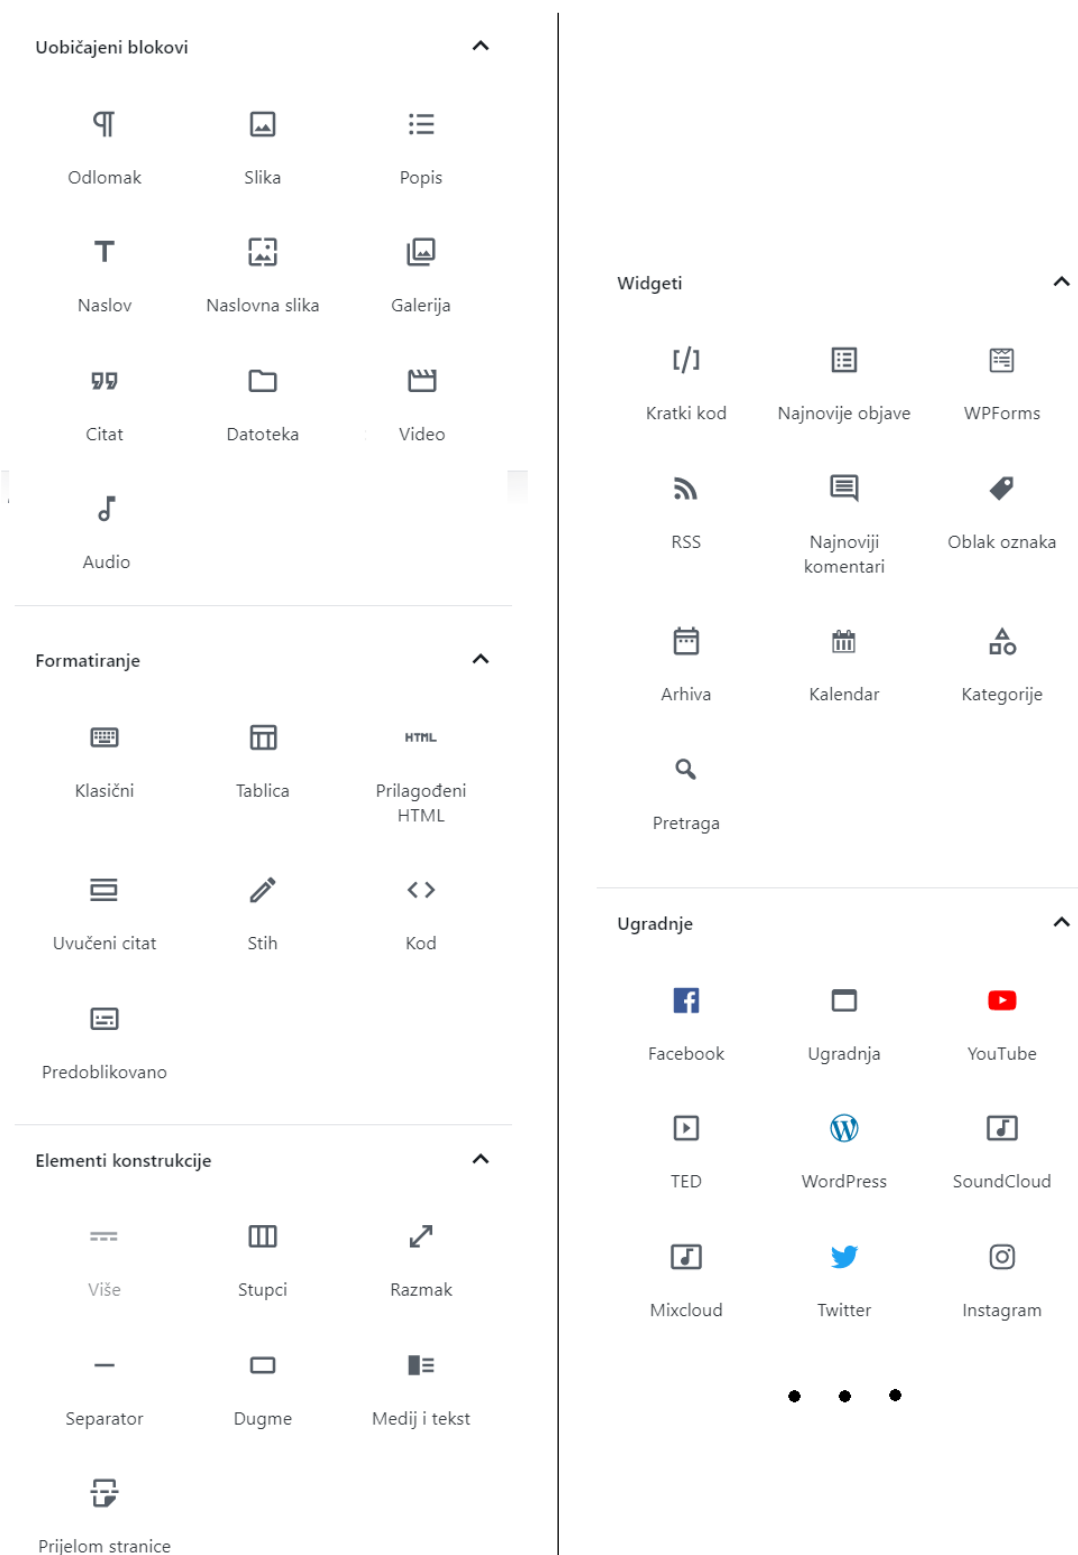 Uobičajeni blokovi
Odlomak Slika Popis
Naslov Naslovna slika Galerija
Citat Datoteka Video
Audio
Formatiranje
HTML
Klasični Tablica Prilagođeni
HTML
Uvučeni citat Stih Kod
Predoblikovano
Elementi konstrukcije
Više Stupci Razmak
Separator Dugme Medij i tekst
Prijelom stranice
Widgeti
[/]
Kratki kod Najnovije objave WPForms
RSS Najnoviji Oblak oznaka
komentari
Arhiva Kalendar Kategorije
Pretraga
Ugradnje
Facebook Ugradnja YouTube
TED WordPress SoundCloud
Mixcloud Twitter Instagram
• • •